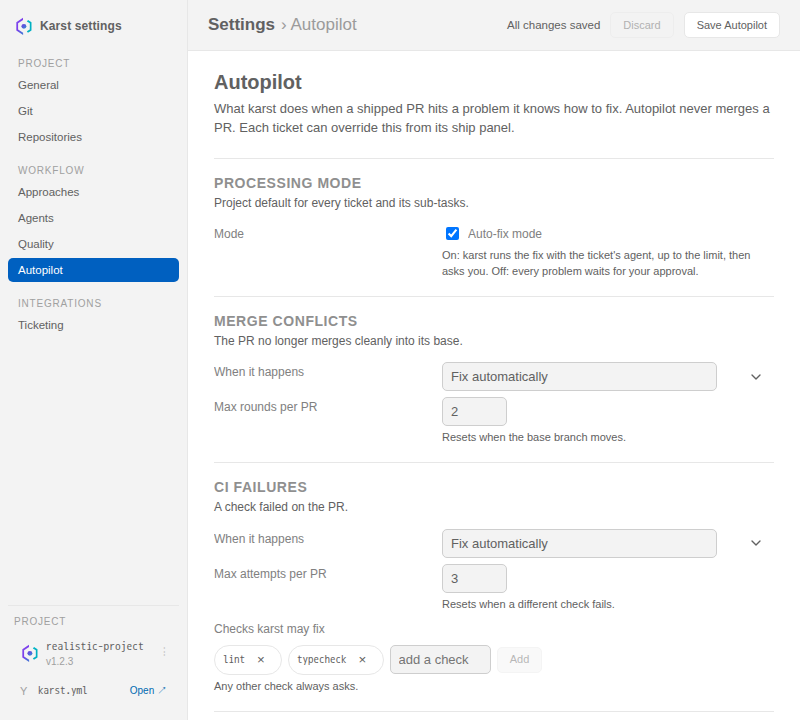 Karst settings
PROJECT
General
Git
Repositories
WORKFLOW
Approaches
Agents
Quality
Autopilot
INTEGRATIONS
Ticketing
PROJECT
realistic-project
v1.2.3
Y karst.yml Open ↗
Settings › Autopilot
All changes saved Discard Save Autopilot
Autopilot
What karst does when a shipped PR hits a problem it knows how to fix. Autopilot never merges a
PR. Each ticket can override this from its ship panel.
PROCESSING MODE
Project default for every ticket and its sub-tasks.
Mode Auto-fix mode
On: karst runs the fix with the ticket's agent, up to the limit, then
asks you. Off: every problem waits for your approval.
MERGE CONFLICTS
The PR no longer merges cleanly into its base.
When it happens Fix automatically
Max rounds per PR 2
Resets when the base branch moves.
CI FAILURES
A check failed on the PR.
When it happens Fix automatically
Max attempts per PR 3
Resets when a different check fails.
Checks karst may fix
lint × typecheck × add a check Add
Any other check always asks.